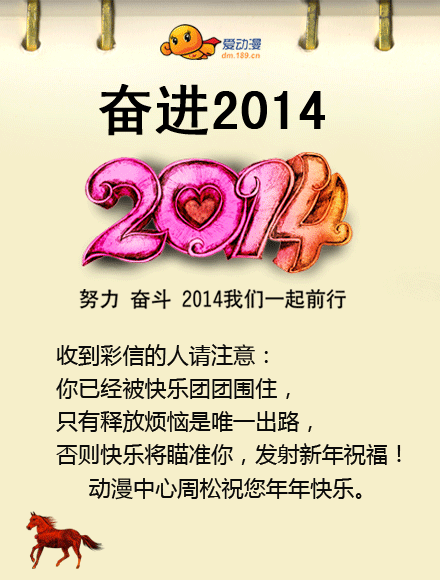 爱动漫
dm.189.cn
奋进2014
2014
努力 奋斗 2014我们一起前行
收到彩信的人请注意：
你已经被快乐团团围住，
只有释放烦恼是唯一出路，
否则快乐将瞄准你，发射新年祝福！
动漫中心周松祝您年年快乐。